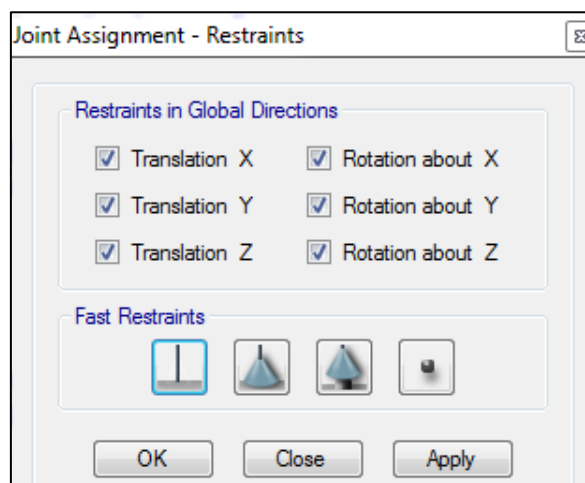 Joint Assignment - Restraints
Restraints in Global Directions
Translation X Rotation about X
Translation Y Rotation about Y
Translation Z Rotation about Z
Fast Restraints
OK Close Apply